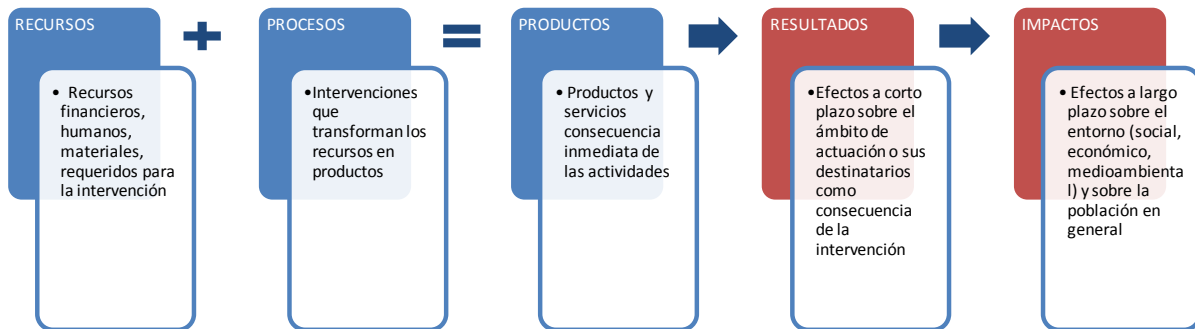 RECURSOS
• Recursos
financieros,
humanos,
materiales,
requeridos para
la intervención
PROCESOS
•Intervenciones
que
transforman los
recursos en
productos
PRODUCTOS
• Productos y
servicios
consecuencia
inmediata de
las actividades
RESULTADOS
•Efectos a corto
plazo sobre el
ámbito de
actuación o sus
destinatarios
como
consecuencia
de la
intervención
IMPACTOS
• Efectos a largo
plazo sobre el
entorno (social,
económico,
medioambienta
l) y sobre la
población en
general